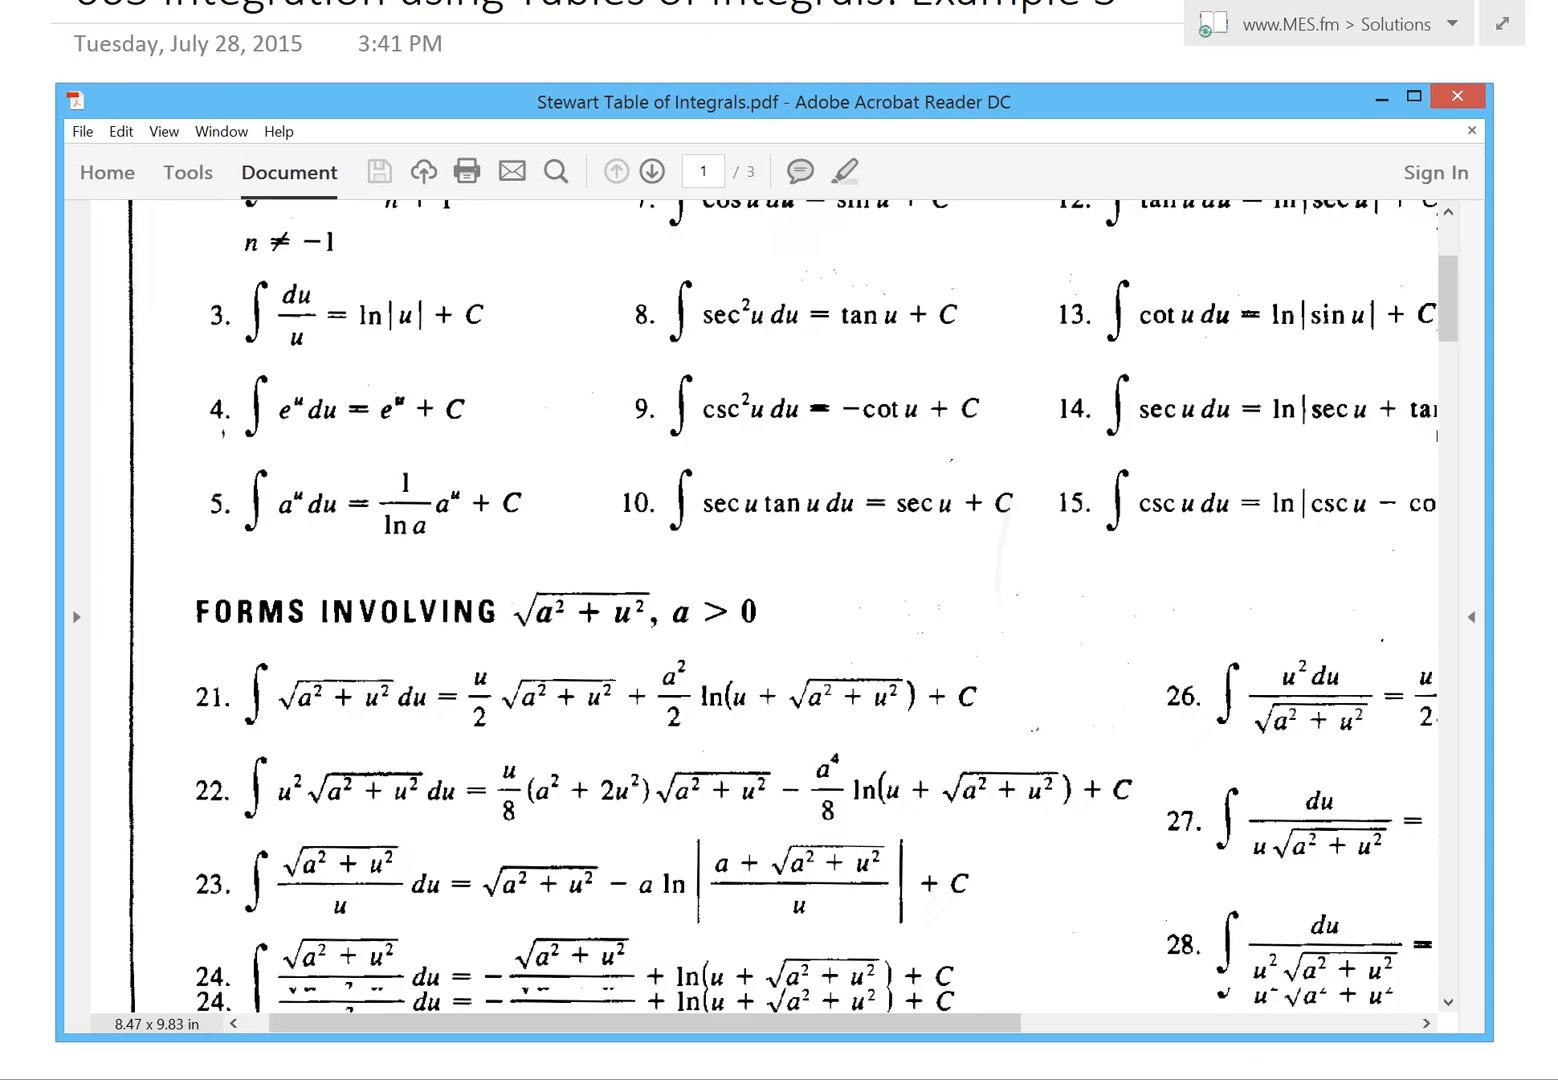 www.MES.fm > Solutions
Tuesday, July 28, 2015 3:41 PM
Stewart Table of Integrals.pdf - Adobe Acrobat Reader DC
File Edit View Window Help
Home Tools Document 1 / 3 Sign In
n ≠ −1
3. ∫ du/u = ln|u| + C
8. ∫ sec²u du = tan u + C
13. ∫ cot u du = ln|sin u| + C
4. ∫ eᵘ du = eᵘ + C
9. ∫ csc²u du = −cot u + C
14. ∫ sec u du = ln|sec u +
5. ∫ aᵘ du = 1/ln a aᵘ + C
10. ∫ sec u tan u du = sec u + C
15. ∫ csc u du = ln|csc u −
FORMS INVOLVING √(a² + u²), a > 0
21. ∫ √(a² + u²) du = u/2 √(a² + u²) + a²/2 ln(u + √(a² + u²)) + C
26. ∫ u² du/√(a² + u²) = u/2
22. ∫ u² √(a² + u²) du = u/8 (a² + 2u²) √(a² + u²) − a⁴/8 ln(u + √(a² + u²)) + C
27. ∫ du/(u √(a² + u²)) =
23. ∫ √(a² + u²)/u du = √(a² + u²) − a ln |(a + √(a² + u²))/u| + C
28. ∫ du/(u² √(a² + u²)) =
24. ∫ √(a² + u²) du = − √(a² + u²) + ln(u + √(a² + u²)) + C
24. du = − + ln(u + √(a² + u²)) + C
8.47 x 9.83 in